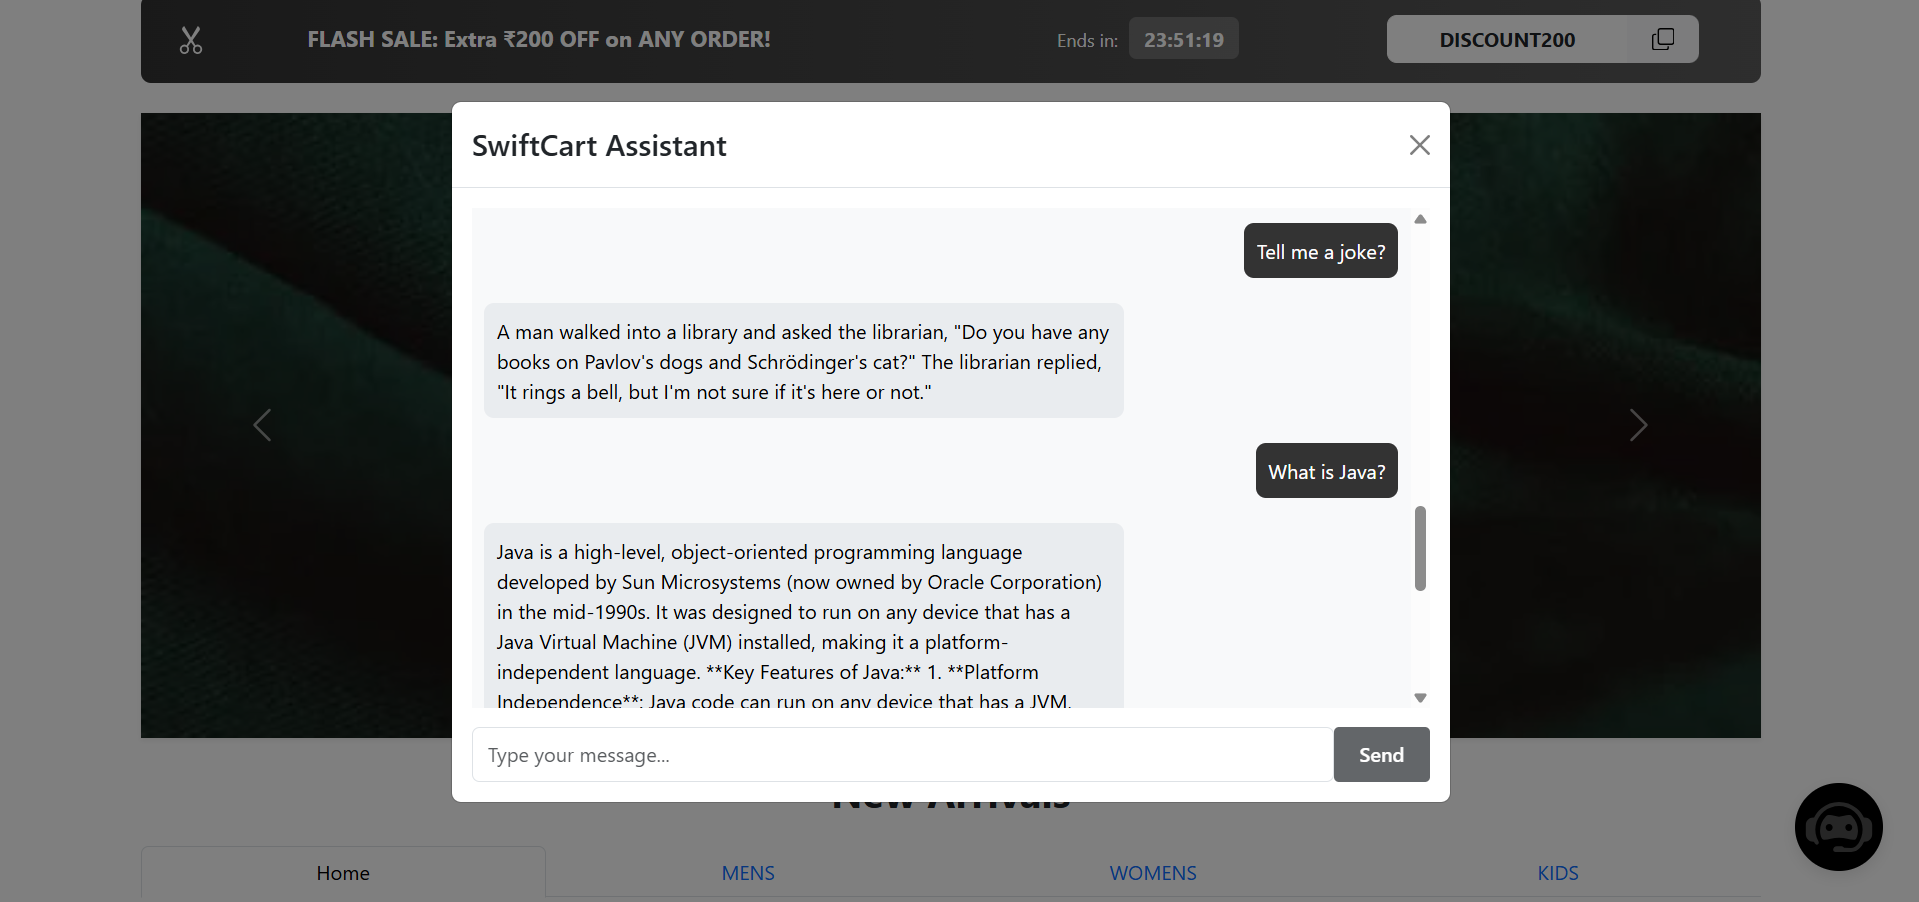 FLASH SALE: Extra ₹200 OFF on ANY ORDER!
Ends in: 23:51:19
DISCOUNT200
SwiftCart Assistant
Tell me a joke?
A man walked into a library and asked the librarian, "Do you have any
books on Pavlov's dogs and Schrödinger's cat?" The librarian replied,
"It rings a bell, but I'm not sure if it's here or not."
What is Java?
Java is a high-level, object-oriented programming language
developed by Sun Microsystems (now owned by Oracle Corporation)
in the mid-1990s. It was designed to run on any device that has a
Java Virtual Machine (JVM) installed, making it a platform-
independent language. **Key Features of Java:** 1. **Platform
Independence**: Java code can run on any device that has a JVM.
Type your message...
Send
New Arrivals
Home
MENS
WOMENS
KIDS